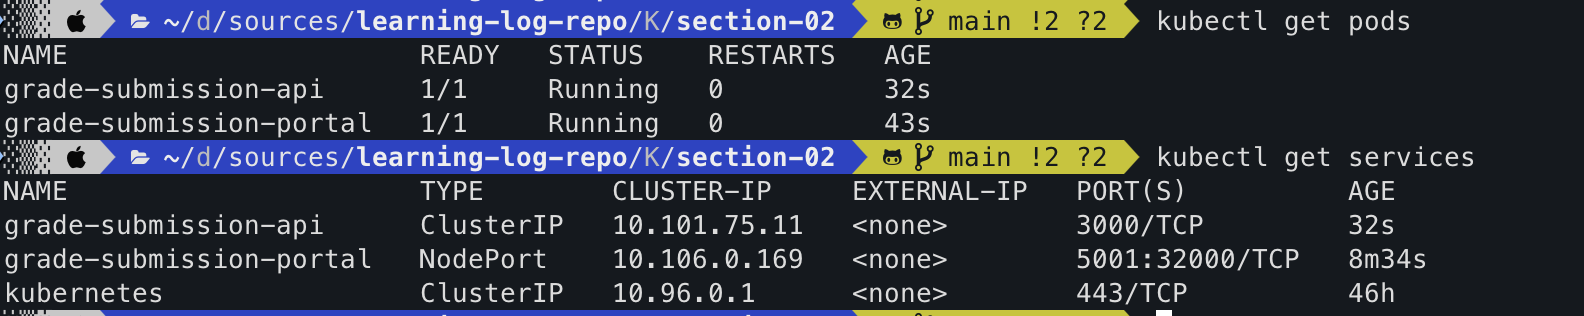 ~/d/sources/learning-log-repo/K/section-02 main !2 ?2 kubectl get pods
NAME READY STATUS RESTARTS AGE
grade-submission-api 1/1 Running 0 32s
grade-submission-portal 1/1 Running 0 43s
~/d/sources/learning-log-repo/K/section-02 main !2 ?2 kubectl get services
NAME TYPE CLUSTER-IP EXTERNAL-IP PORT(S) AGE
grade-submission-api ClusterIP 10.101.75.11 <none> 3000/TCP 32s
grade-submission-portal NodePort 10.106.0.169 <none> 5001:32000/TCP 8m34s
kubernetes ClusterIP 10.96.0.1 <none> 443/TCP 46h